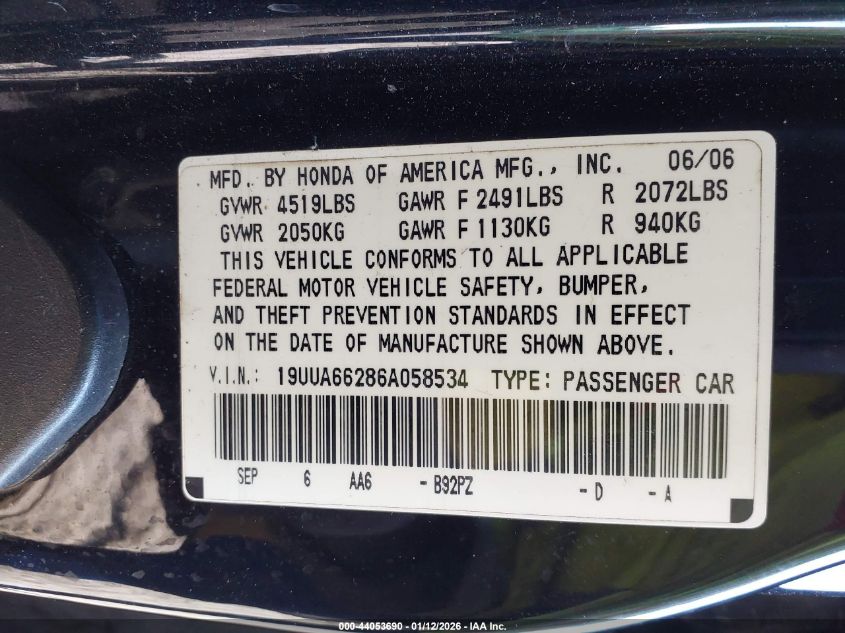 MFD. BY HONDA OF AMERICA MFG., INC. 06/06
GVWR 4519LBS GAWR F 2491LBS R 2072LBS
GVWR 2050KG GAWR F 1130KG R 940KG
THIS VEHICLE CONFORMS TO ALL APPLICABLE
FEDERAL MOTOR VEHICLE SAFETY, BUMPER,
AND THEFT PREVENTION STANDARDS IN EFFECT
ON THE DATE OF MANUFACTURE SHOWN ABOVE.
V.I.N.: 19UUA66286A058534 TYPE: PASSENGER CAR
SEP 6 AA6 -B92PZ -D -A
000-44053690 - 01/12/2026 - IAA Inc.